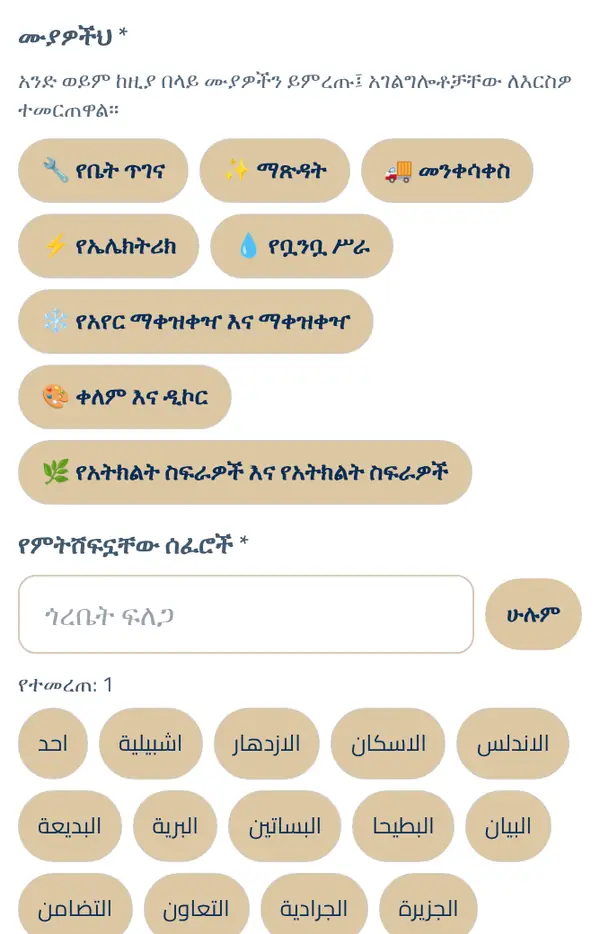 ሙያዎችህ *
አንድ ወይም ከዚያ በላይ ሙያዎችን ይምረጡ፤ አገልግሎቶቻቸው ለእርስዎ
ተመርጠዋል።
የቤት ጥገና ማጽዳት መንቀሳቀስ
የኤሌክትሪክ የቧንቧ ሥራ
የአየር ማቀዝቀዣ እና ማቀዝቀዣ
ቀለም እና ዲኮር
የአትክልት ስፍራዎች እና የአትክልት ስፍራዎች
የምትሸፍኗቸው ሰፈሮች *
ጎረቤት ፍለጋ ሁሉም
የተመረጠ: 1
احد اشبيلية الازدهار الاسكان الاندلس
البديعة البرية البساتين البطيحا البيان
التضامن التعاون الجرادية الجزيرة